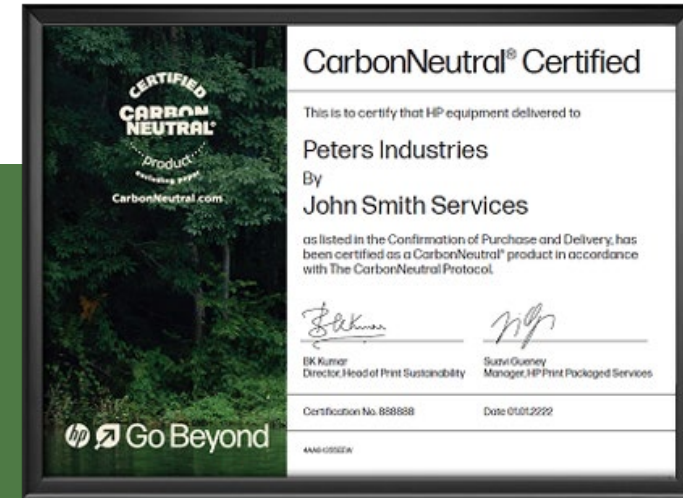 CERTIFIED
CARBON
NEUTRAL®
product
excluding paper
CarbonNeutral.com
hp Go Beyond
CarbonNeutral® Certified
This is to certify that HP equipment delivered to
Peters Industries
By
John Smith Services
as listed in the Confirmation of Purchase and Delivery, has
been certified as a CarbonNeutral® product in accordance
with The CarbonNeutral Protocol.
BK Kumar
Director, Head of Print Sustainability
Suavi Gueney
Manager, HP Print Packaged Services
Certification No. 888888
Date 01.01.2222